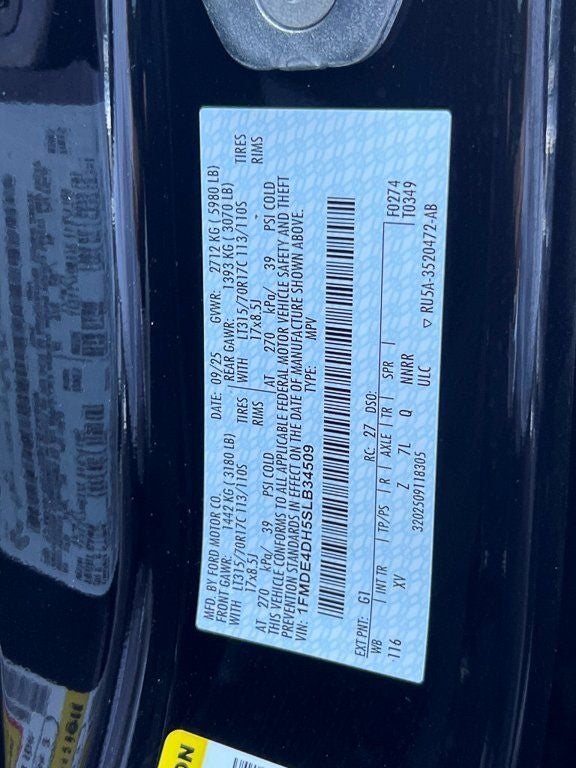 MFD. BY FORD MOTOR CO.
DATE: 09/25 GVWR: 2712 KG ( 5980 LB)
FRONT GAWR: 1442 KG ( 3180 LB) REAR GAWR: 1393 KG ( 3070 LB)
WITH LT315/70R17C 113/110S TIRES WITH LT315/70R17C 113/110S TIRES
17x8.5J RIMS 17x8.5J RIMS
AT 270 kPa/ 39 PSI COLD AT 270 kPa/ 39 PSI COLD
THIS VEHICLE CONFORMS TO ALL APPLICABLE FEDERAL MOTOR VEHICLE SAFETY AND THEFT
PREVENTION STANDARDS IN EFFECT ON THE DATE OF MANUFACTURE SHOWN ABOVE.
VIN: 1FMDE4DH5SLB34509 TYPE: MPV
EXT PNT: G1 RC: 27 DSO: F0274
WB INT TR TP/PS R AXLE TR SPR T0349
116 XV Z 7L Q NNRR
3202509118305 ULC ▽ RU5A-3520472-AB
ON